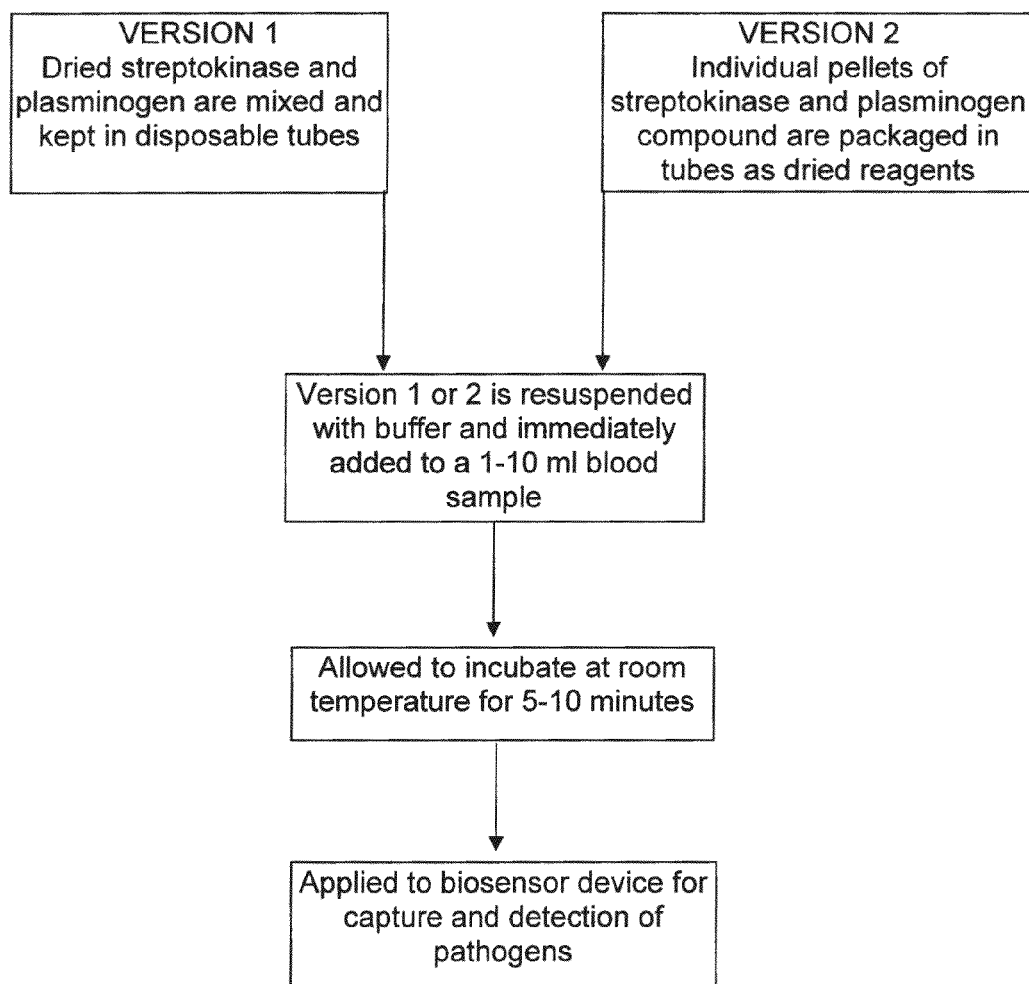 VERSION 1
Dried streptokinase and
plasminogen are mixed and
kept in disposable tubes
VERSION 2
Individual pellets of
streptokinase and plasminogen
compound are packaged in
tubes as dried reagents
Version 1 or 2 is resuspended
with buffer and immediately
added to a 1-10 ml blood
sample
Allowed to incubate at room
temperature for 5-10 minutes
Applied to biosensor device for
capture and detection of
pathogens